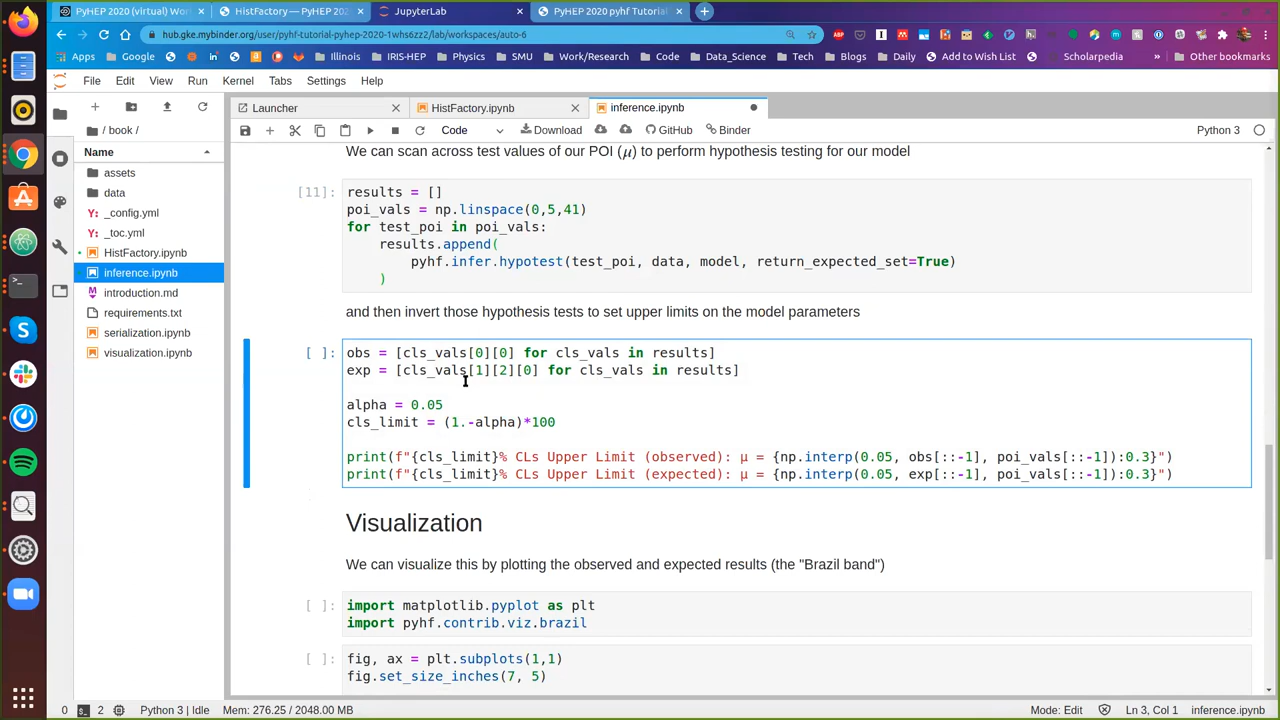 PyHEP 2020 (virtual) Wor
HistFactory — PyHEP 202
JupyterLab
PyHEP 2020 pyhf Tutorial
hub.gke.mybinder.org/user/pyhf-tutorial-pyhep-2020-1whs6zz2/lab/workspaces/auto-6
Apps
Google
Illinois
IRIS-HEP
Physics
SMU
Work/Research
Code
Data_Science
Tech
Blogs
Daily
Add to Wish List
Scholarpedia
»
Other bookmarks
File Edit View Run Kernel Tabs Settings Help
Launcher
HistFactory.ipynb
inference.ipynb
/ book /
Code
Download
GitHub
Binder
Python 3
Name
assets
data
_config.yml
_toc.yml
HistFactory.ipynb
inference.ipynb
introduction.md
requirements.txt
serialization.ipynb
visualization.ipynb
We can scan across test values of our POI (μ) to perform hypothesis testing for our model
[11]:
results = []
poi_vals = np.linspace(0,5,41)
for test_poi in poi_vals:
    results.append(
        pyhf.infer.hypotest(test_poi, data, model, return_expected_set=True)
    )
and then invert those hypothesis tests to set upper limits on the model parameters
[ ]:
obs = [cls_vals[0][0] for cls_vals in results]
exp = [cls_vals[1][2][0] for cls_vals in results]
alpha = 0.05
cls_limit = (1.-alpha)*100
print(f"{cls_limit}% CLs Upper Limit (observed): μ = {np.interp(0.05, obs[::-1], poi_vals[::-1]):0.3}")
print(f"{cls_limit}% CLs Upper Limit (expected): μ = {np.interp(0.05, exp[::-1], poi_vals[::-1]):0.3}")
Visualization
We can visualize this by plotting the observed and expected results (the "Brazil band")
[ ]:
import matplotlib.pyplot as plt
import pyhf.contrib.viz.brazil
[ ]:
fig, ax = plt.subplots(1,1)
fig.set_size_inches(7, 5)
0
2
Python 3 | Idle
Mem: 276.25 / 2048.00 MB
Mode: Edit
Ln 3, Col 1
inference.ipynb